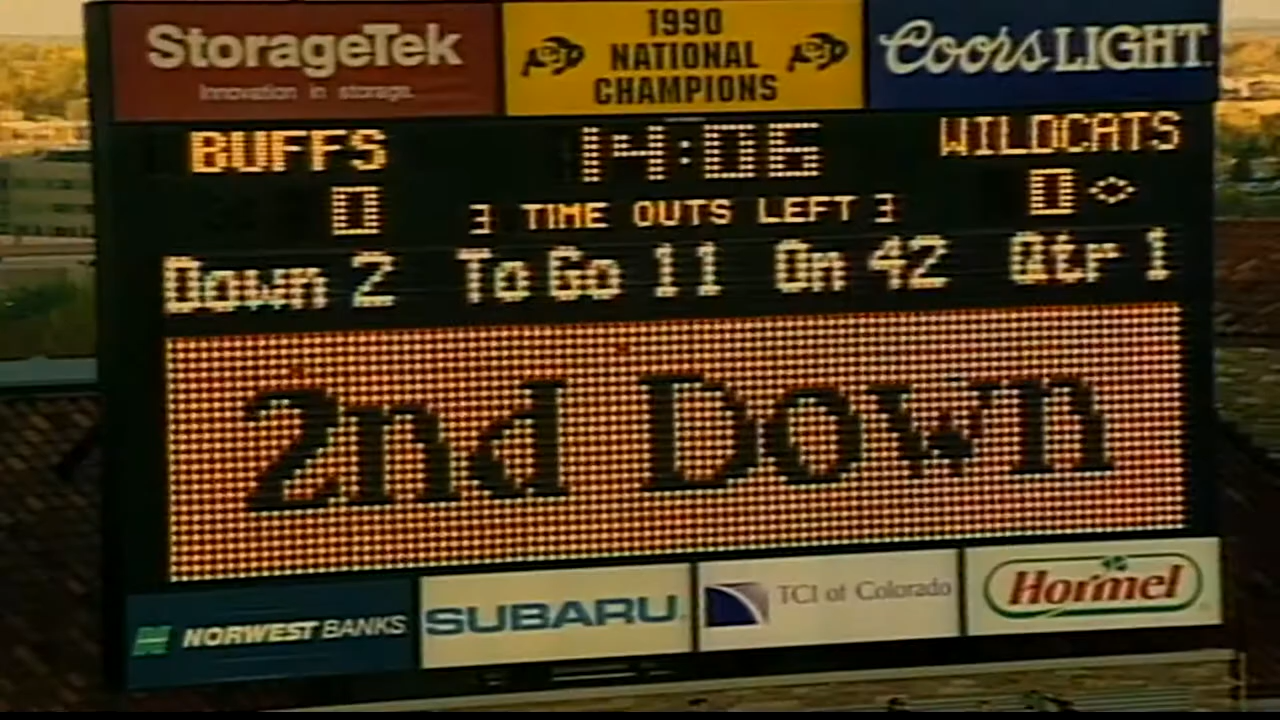 StorageTek
Innovation in storage.
1990
NATIONAL
CHAMPIONS
Coors LIGHT
BUFFS 14:06 WILDCATS
0 3 TIME OUTS LEFT 3 0
Down 2 To Go 11 On 42 Qtr 1
2nd Down
NORWEST BANKS
SUBARU
TCI of Colorado
Hormel